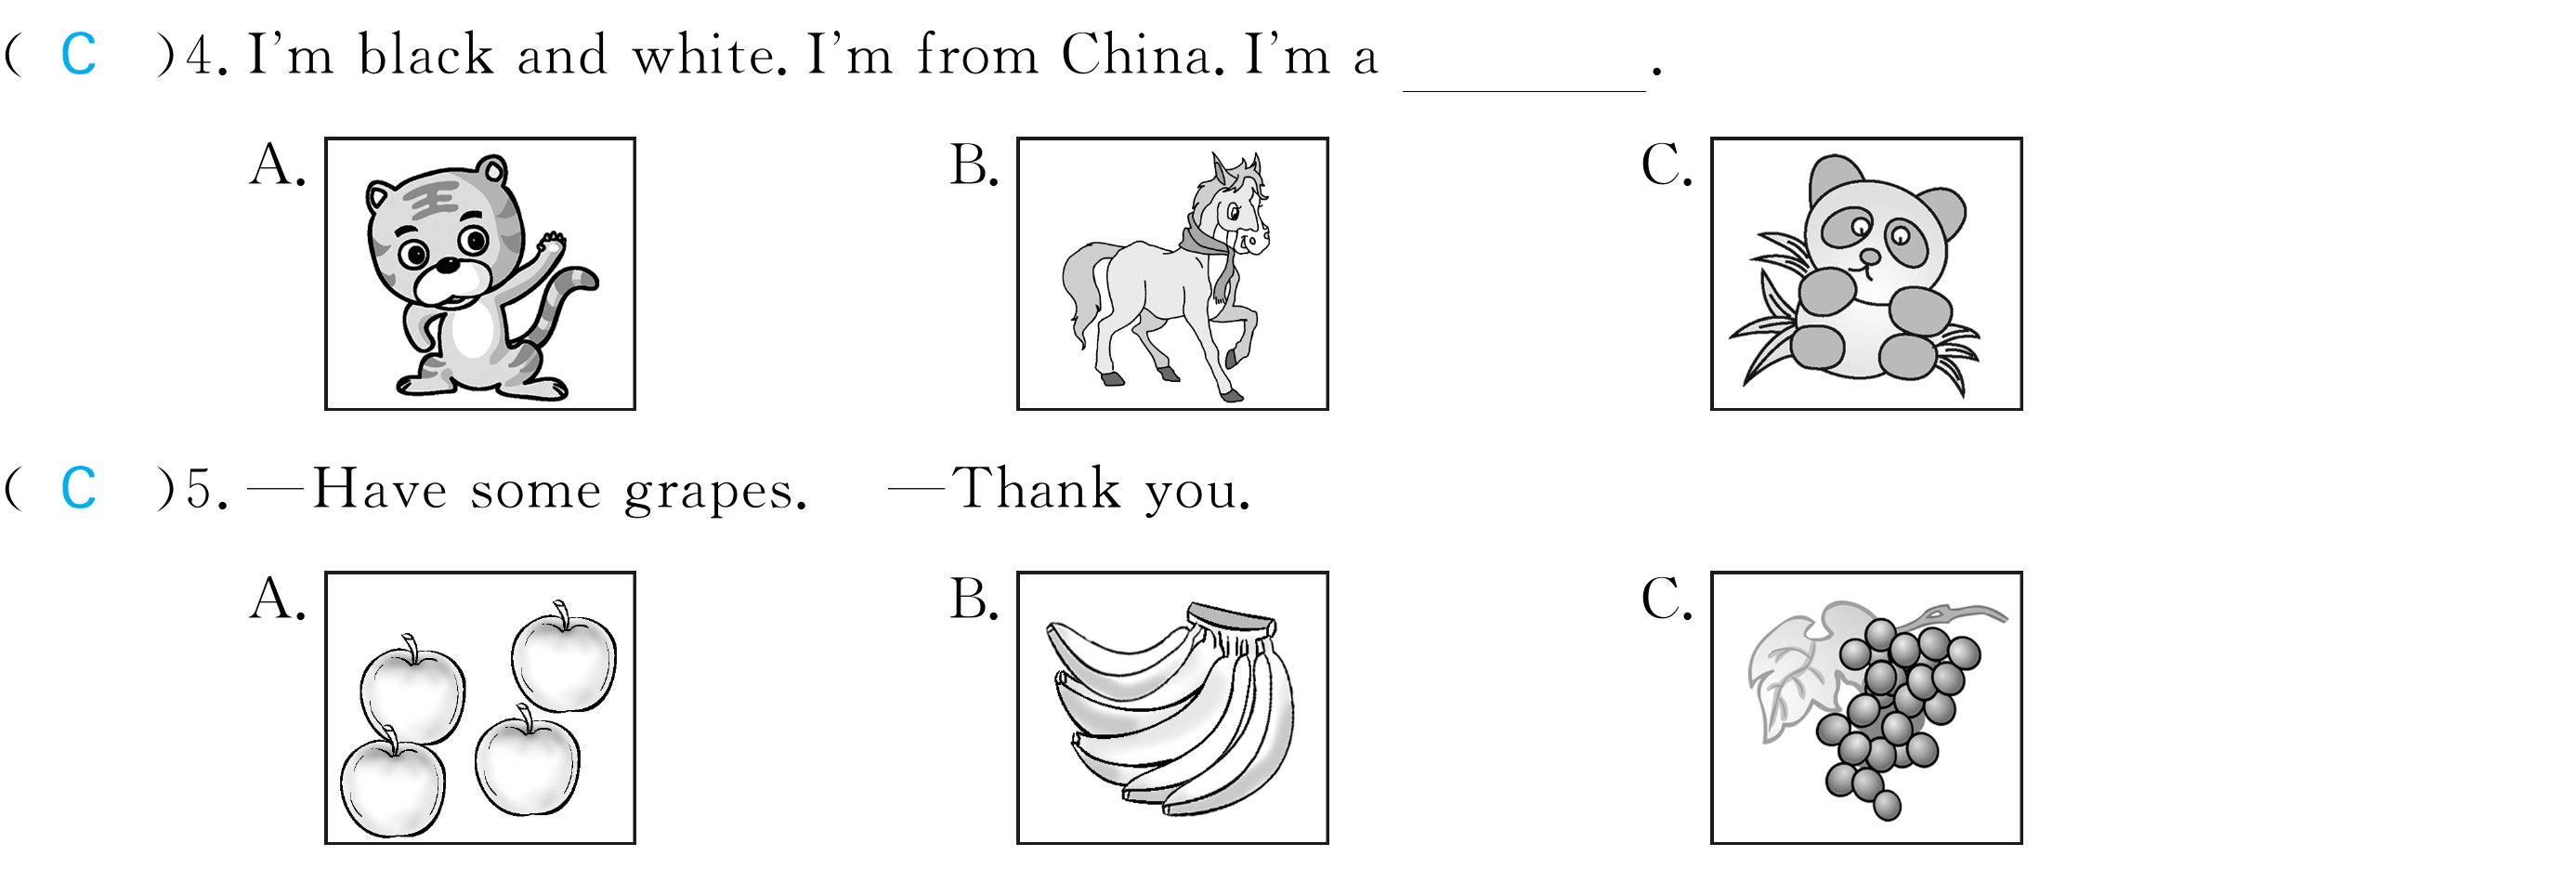 ( C )4. I'm black and white. I'm from China. I'm a ________.
A. B. C.
( C )5. —Have some grapes. —Thank you.
A. B. C.